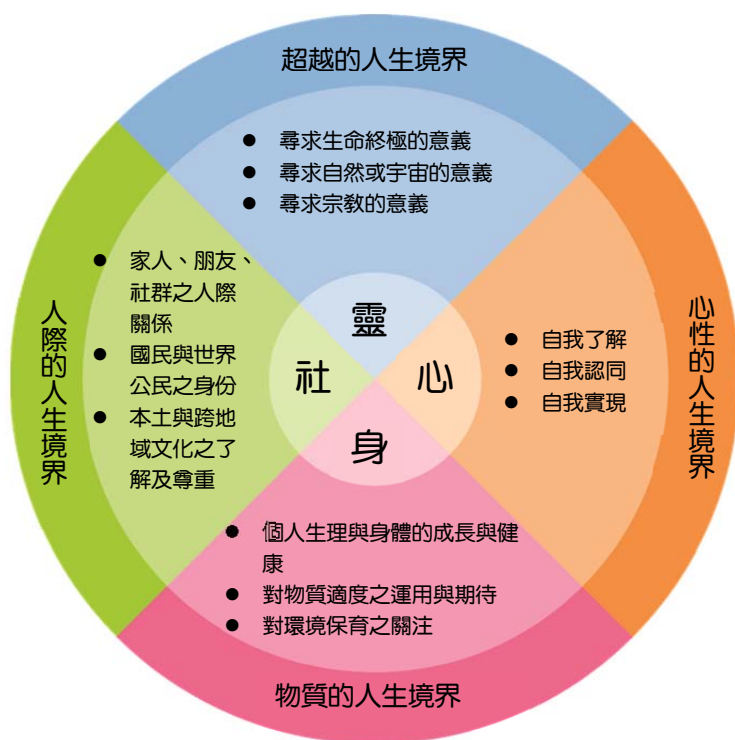 超越的人生境界
● 尋求生命終極的意義
● 尋求自然或宇宙的意義
● 尋求宗教的意義
人際的人生境界
● 家人、朋友、
社群之人際
關係
● 國民與世界
公民之身份
● 本土與跨地
域文化之了
解及尊重
靈
社
心
身
● 自我了解
● 自我認同
● 自我實現
心性的人生境界
● 個人生理與身體的成長與健
康
● 對物質適度之運用與期待
● 對環境保育之關注
物質的人生境界